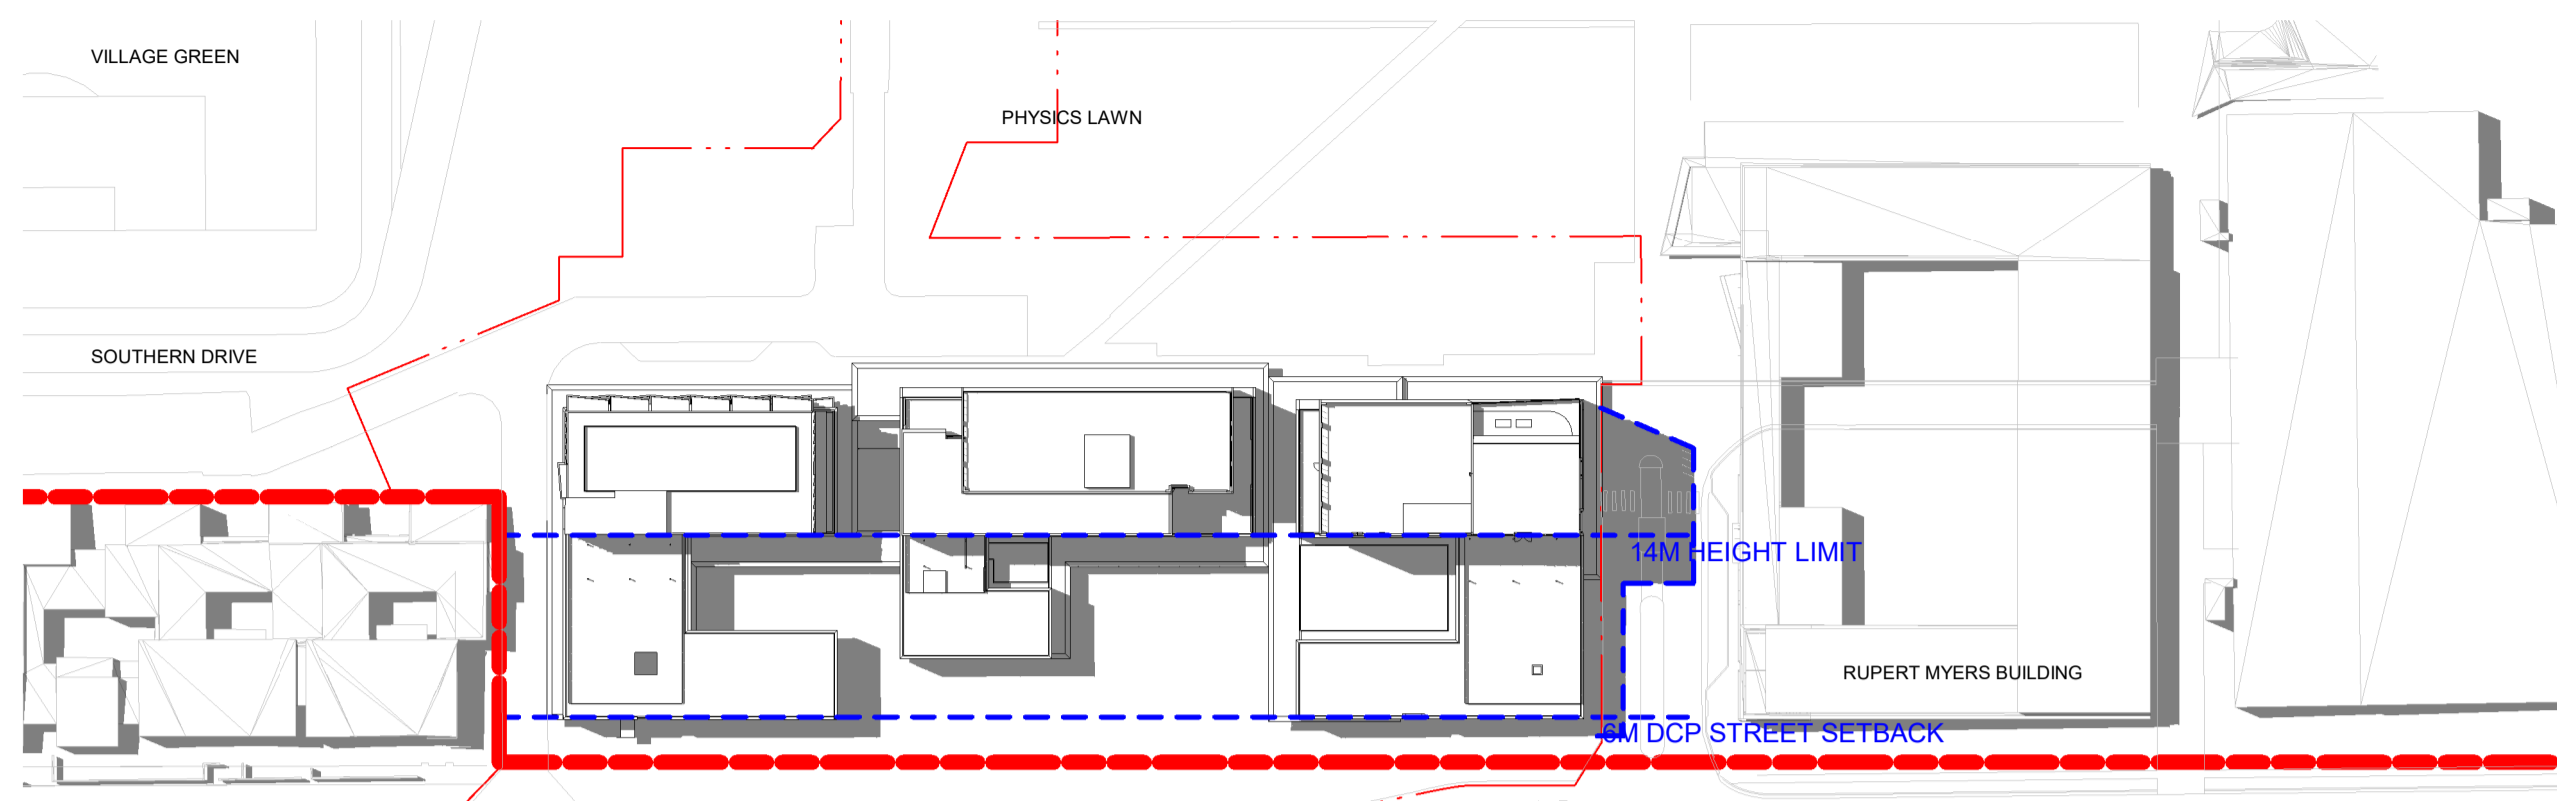 VILLAGE GREEN
PHYSICS LAWN
SOUTHERN DRIVE
14M HEIGHT LIMIT
RUPERT MYERS BUILDING
6M DCP STREET SETBACK